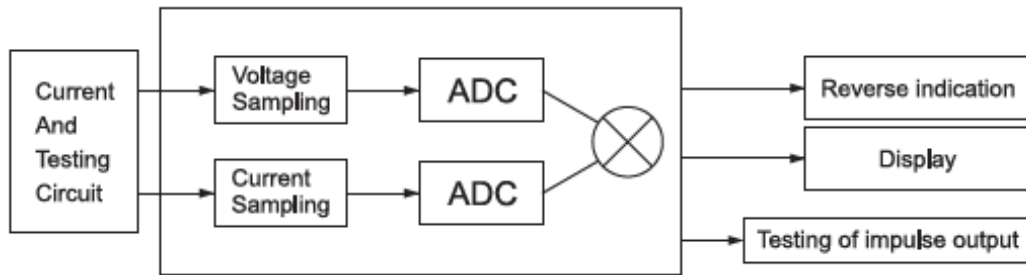 Current
And
Testing
Circuit
Voltage
Sampling
ADC
Current
Sampling
ADC
Reverse indication
Display
Testing of impulse output